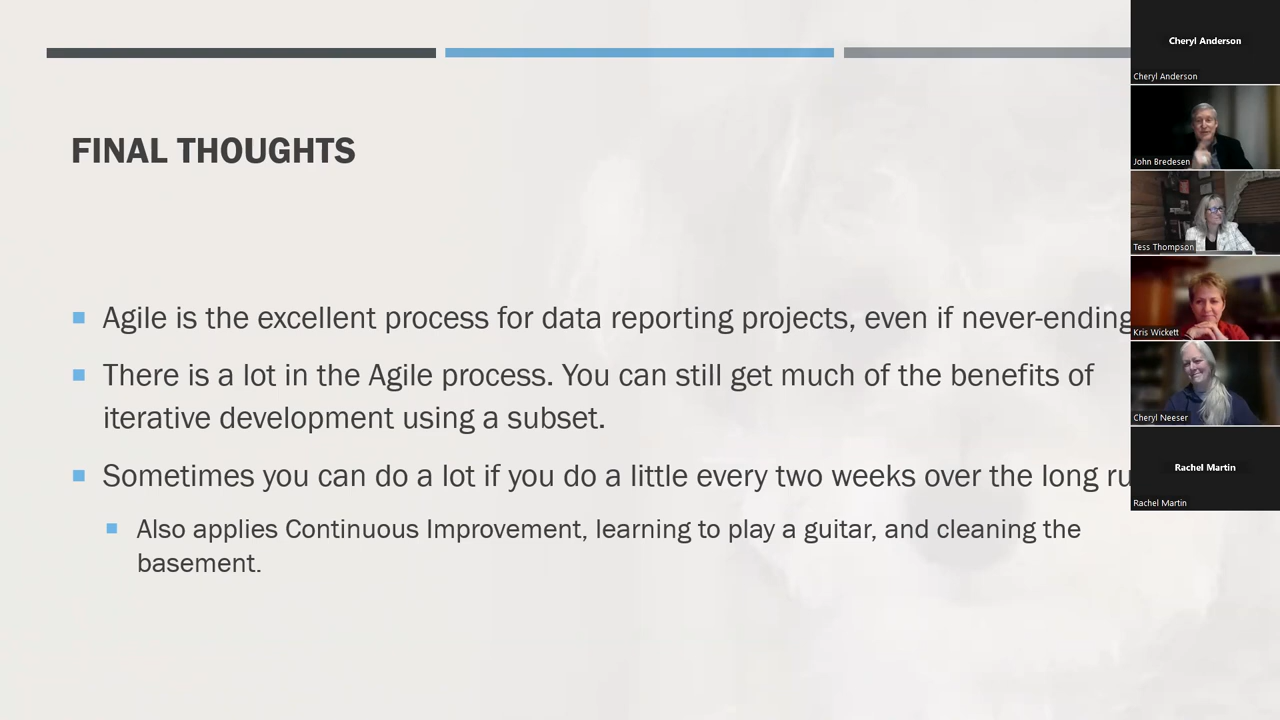 FINAL THOUGHTS
Agile is the excellent process for data reporting projects, even if never-ending
There is a lot in the Agile process. You can still get much of the benefits of
iterative development using a subset.
Sometimes you can do a lot if you do a little every two weeks over the long ru
Also applies Continuous Improvement, learning to play a guitar, and cleaning the
basement.
Cheryl Anderson
Cheryl Anderson
John Bredesen
Tess Thompson
Kris Wickett
Cheryl Neeser
Rachel Martin
Rachel Martin